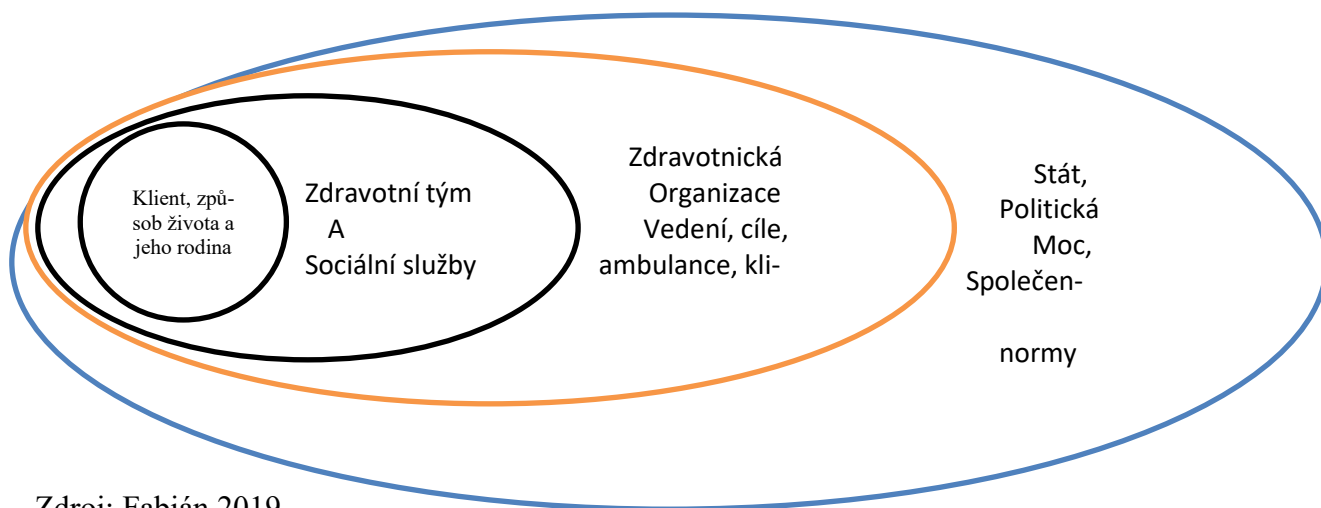 Klient, způ-
sob života a
jeho rodina
Zdravotní tým
A
Sociální služby
Zdravotnická
Organizace
Vedení, cíle,
ambulance, kli-
Stát,
Politická
Moc,
Společen-
normy
Zdroj: Fabián 2019